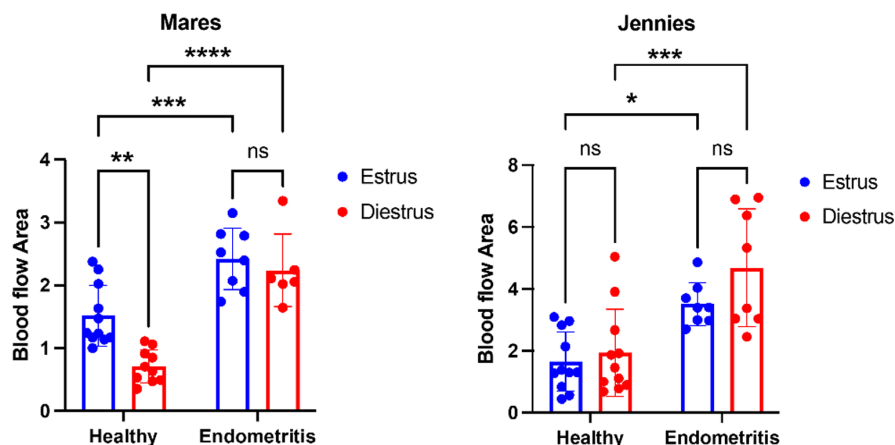 Mares
****
***
**
ns
4
3
2
1
0
Blood flow Area
Healthy
Endometritis
Estrus
Diestrus
Jennies
***
*
ns
ns
8
6
4
2
0
Blood flow Area
Healthy
Endometritis
Estrus
Diestrus